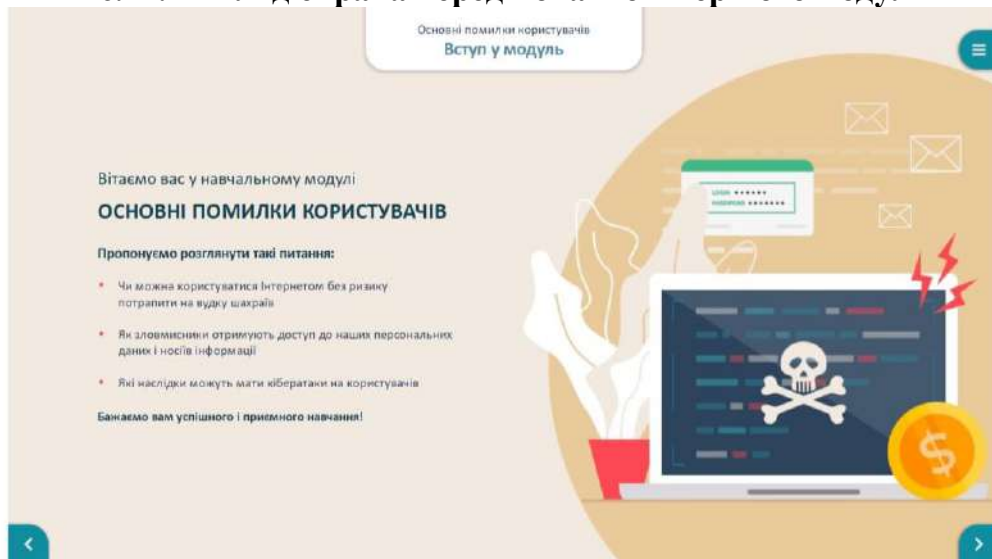 Основні помилки користувачів
Вступ у модуль
Вітаємо вас у навчальному модулі
ОСНОВНІ ПОМИЛКИ КОРИСТУВАЧІВ
Пропонуємо розглянути такі питання:
Чи можна користуватися Інтернетом без ризику
потрапити на вудку шахраїв
Як зловмисники отримують доступ до наших персональних
даних і носіїв інформації
Які наслідки можуть мати кібератаки на користувачів
Бажаємо вам успішного і приємного навчання!
LOGIN ******
PASSWORD *******
$